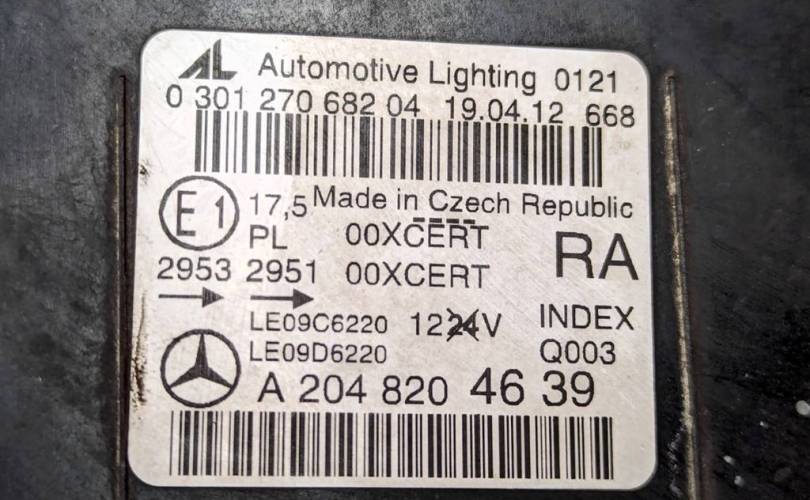 AL Automotive Lighting 0121
0 301 270 682 04 19.04.12 668
E1 17,5 Made in Czech Republic
PL 00XCERT RA
2953 2951 00XCERT
LE09C6220 1224V INDEX
LE09D6220 Q003
A 204 820 46 39